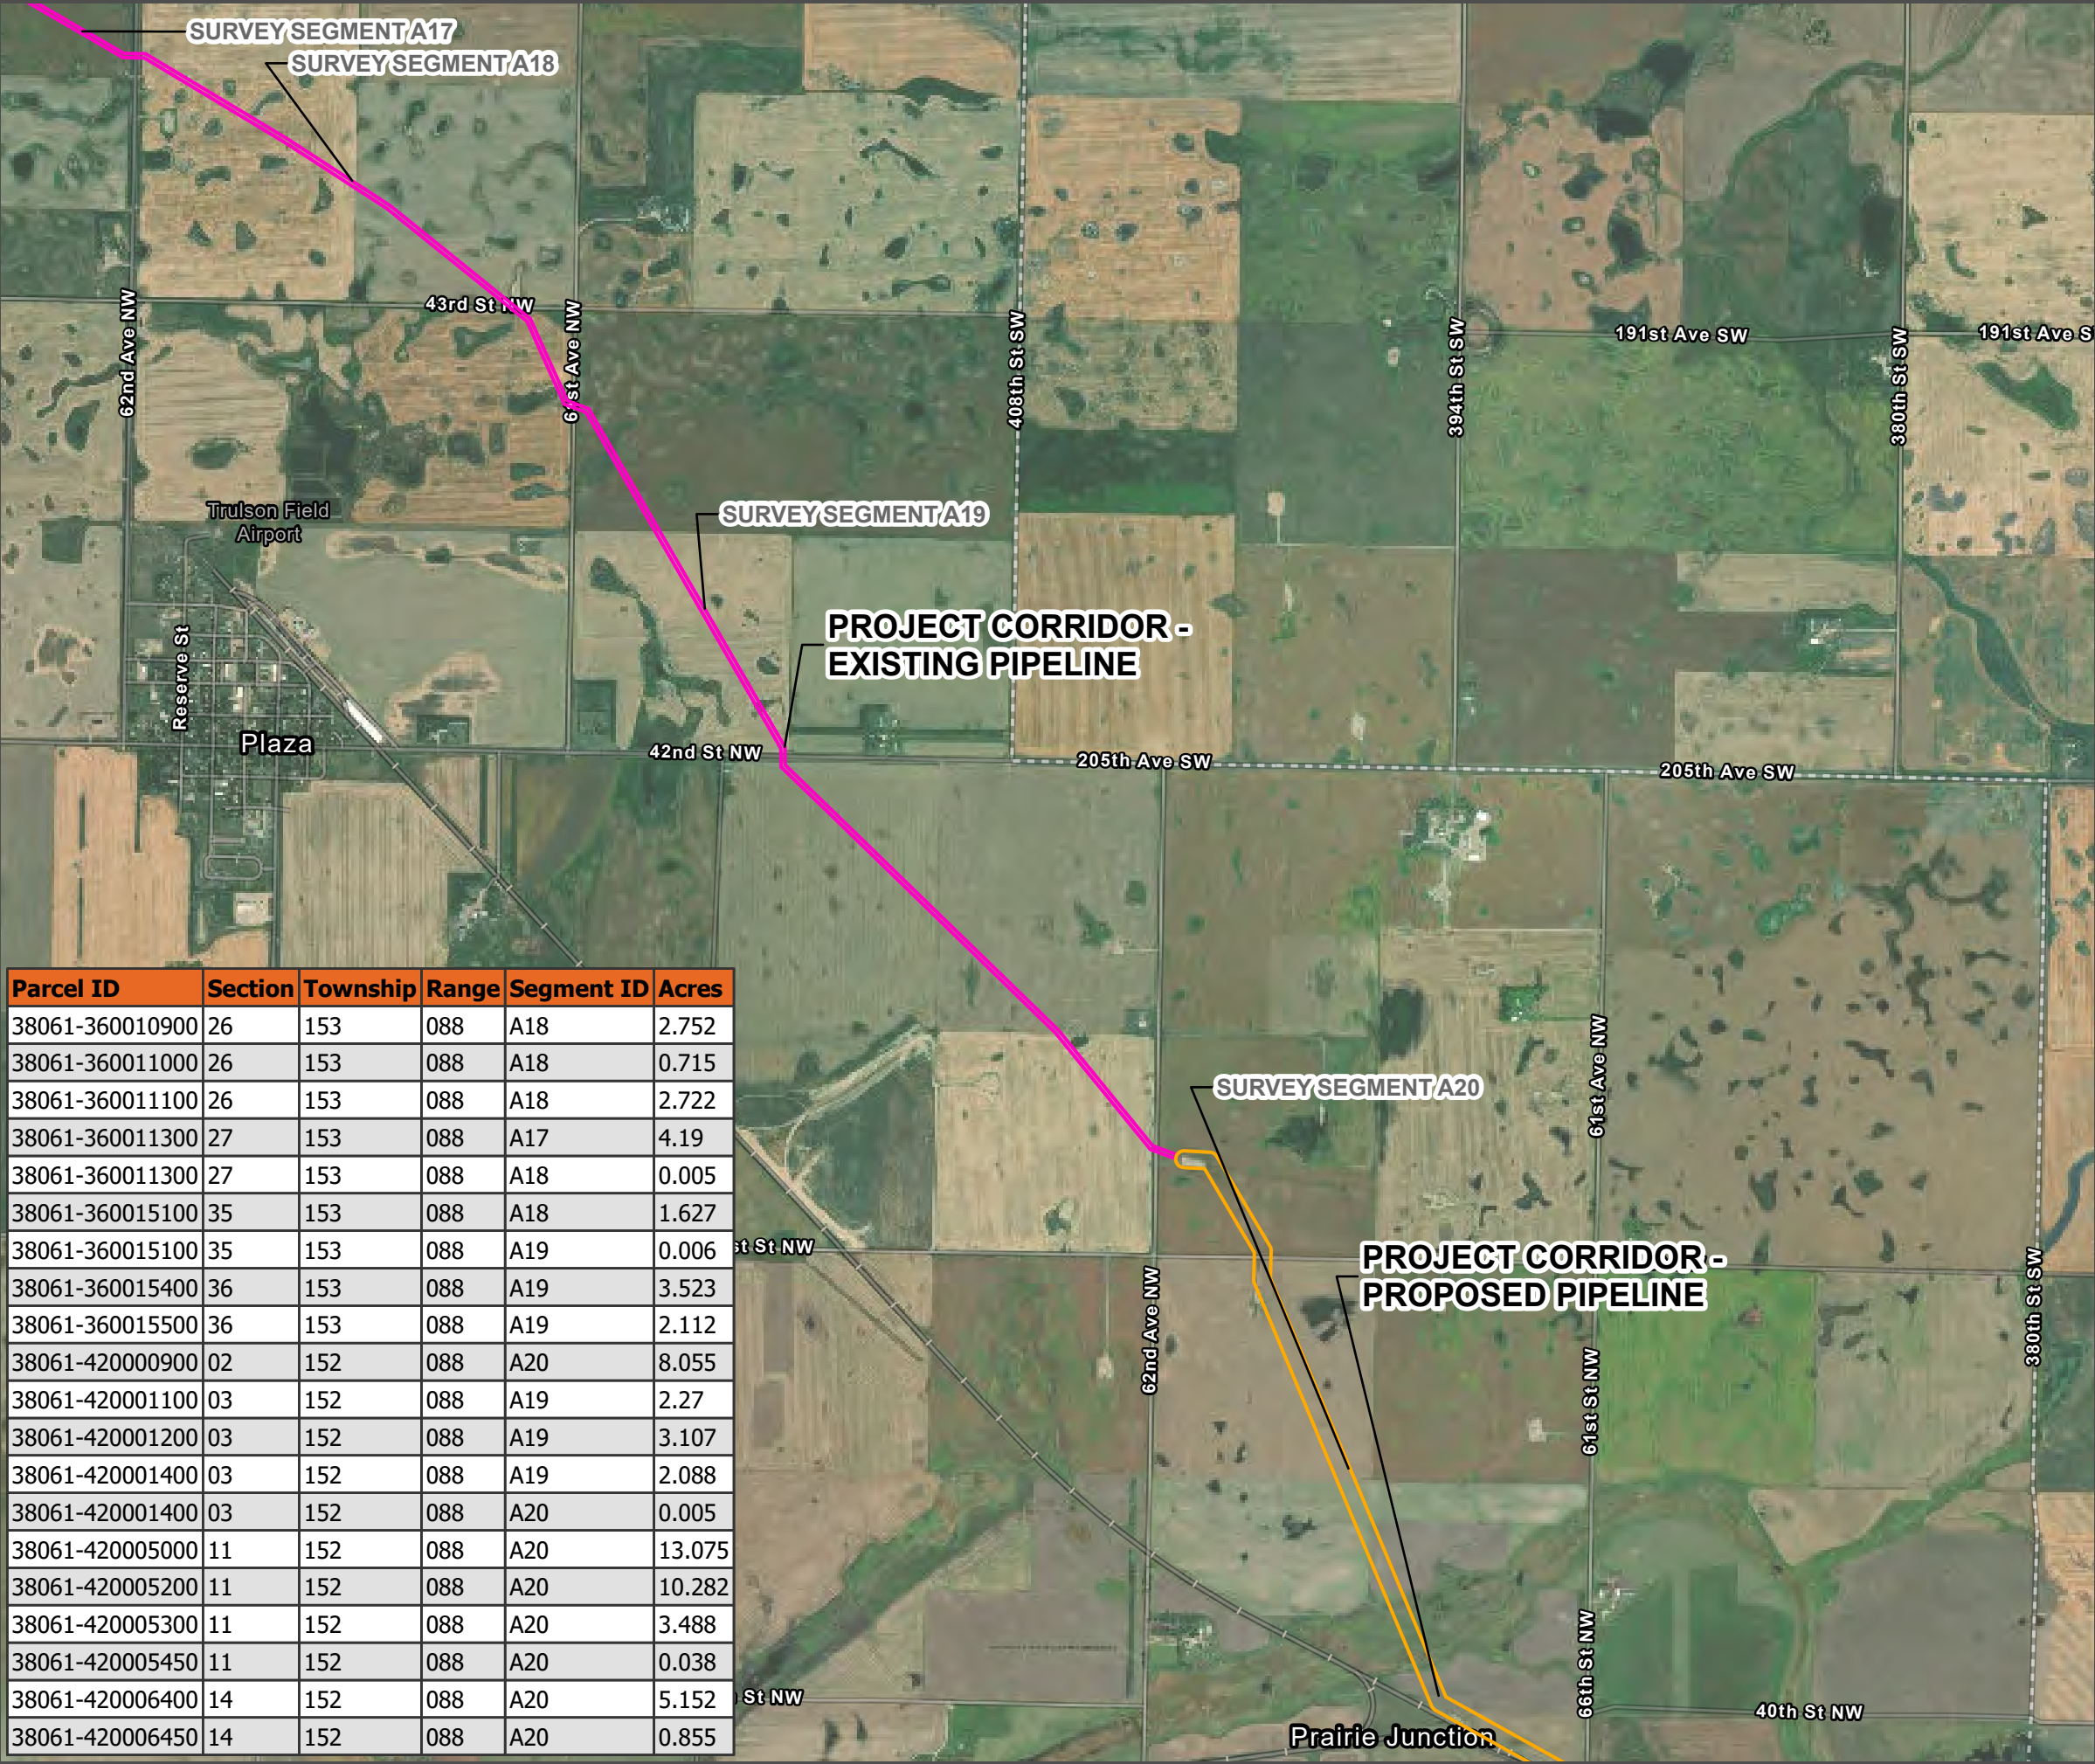 SURVEY SEGMENT A17
SURVEY SEGMENT A18
43rd St NW
62nd Ave NW
61st Ave NW
408th St SW
394th St SW
191st Ave SW
380th St SW
191st Ave S
Trulson Field
Airport
SURVEY SEGMENT A19
PROJECT CORRIDOR -
EXISTING PIPELINE
Reserve St
Plaza
42nd St NW
205th Ave SW
205th Ave SW
Parcel ID Section Township Range Segment ID Acres
38061-360010900 26 153 088 A18 2.752
38061-360011000 26 153 088 A18 0.715
38061-360011100 26 153 088 A18 2.722
38061-360011300 27 153 088 A17 4.19
38061-360011300 27 153 088 A18 0.005
38061-360015100 35 153 088 A18 1.627
38061-360015100 35 153 088 A19 0.006
38061-360015400 36 153 088 A19 3.523
38061-360015500 36 153 088 A19 2.112
38061-420000900 02 152 088 A20 8.055
38061-420001100 03 152 088 A19 2.27
38061-420001200 03 152 088 A19 3.107
38061-420001400 03 152 088 A19 2.088
38061-420001400 03 152 088 A20 0.005
38061-420005000 11 152 088 A20 13.075
38061-420005200 11 152 088 A20 10.282
38061-420005300 11 152 088 A20 3.488
38061-420005450 11 152 088 A20 0.038
38061-420006400 14 152 088 A20 5.152
38061-420006450 14 152 088 A20 0.855
61st Ave NW
SURVEY SEGMENT A20
st St NW
PROJECT CORRIDOR -
PROPOSED PIPELINE
62nd Ave NW
380th St SW
61st St NW
66th St NW
St NW
40th St NW
Prairie Junction